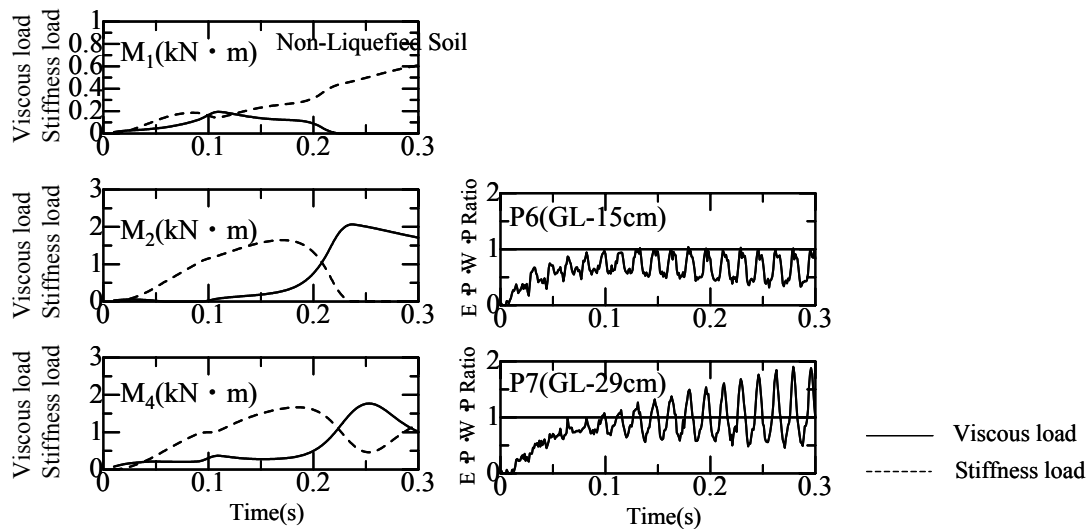 Viscous load
Stiffness load
M1(kN・m)
Non-Liquefied Soil
1
0.8
0.6
0.4
0.2
0
0 0.1 0.2 0.3
Viscous load
Stiffness load
M2(kN・m)
3
2
1
0
0 0.1 0.2 0.3
E・P・W・P Ratio
P6(GL-15cm)
2
1
0
0 0.1 0.2 0.3
Viscous load
Stiffness load
M4(kN・m)
3
2
1
0
0 0.1 0.2 0.3
Time(s)
E・P・W・P Ratio
P7(GL-29cm)
2
1
0
0 0.1 0.2 0.3
Time(s)
Viscous load
Stiffness load